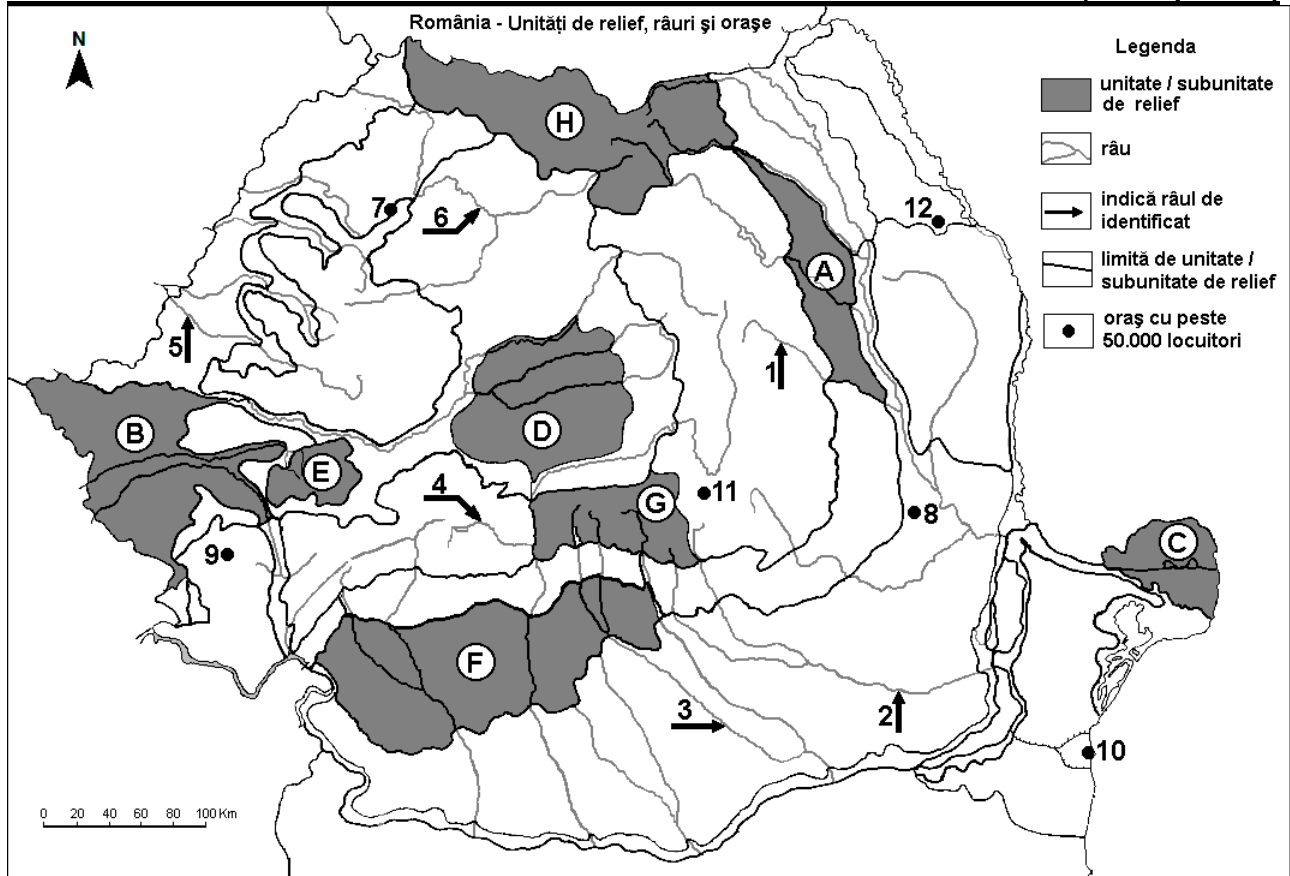 România - Unităţi de relief, râuri şi oraşe
N
Legenda
unitate / subunitate
de relief
râu
indică râul de
identificat
limită de unitate /
subunitate de relief
oraş cu peste
50.000 locuitori
H
7
6
12
A
5
1
B
D
E
4
G
11
8
9
C
F
3
2
10
0 20 40 60 80 100 Km